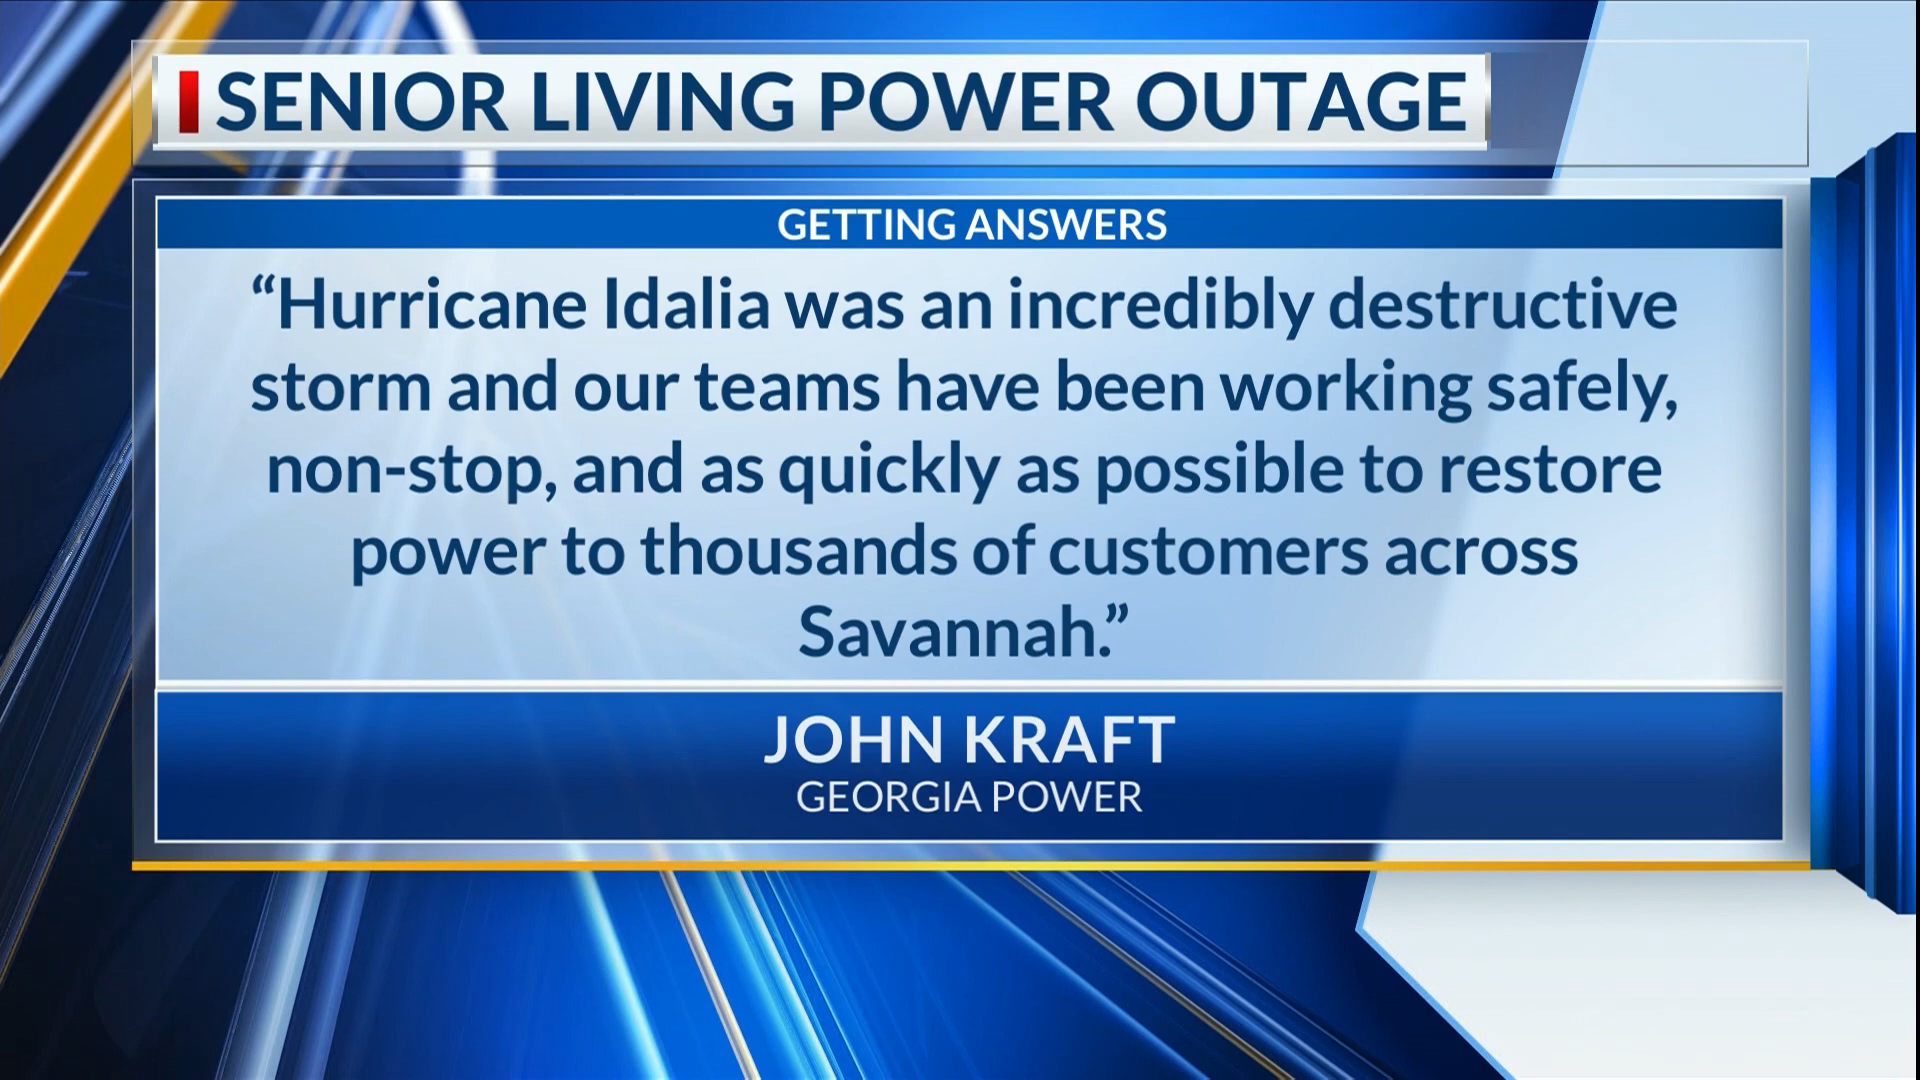 SENIOR LIVING POWER OUTAGE
GETTING ANSWERS
“Hurricane Idalia was an incredibly destructive
storm and our teams have been working safely,
non-stop, and as quickly as possible to restore
power to thousands of customers across
Savannah.”
JOHN KRAFT
GEORGIA POWER